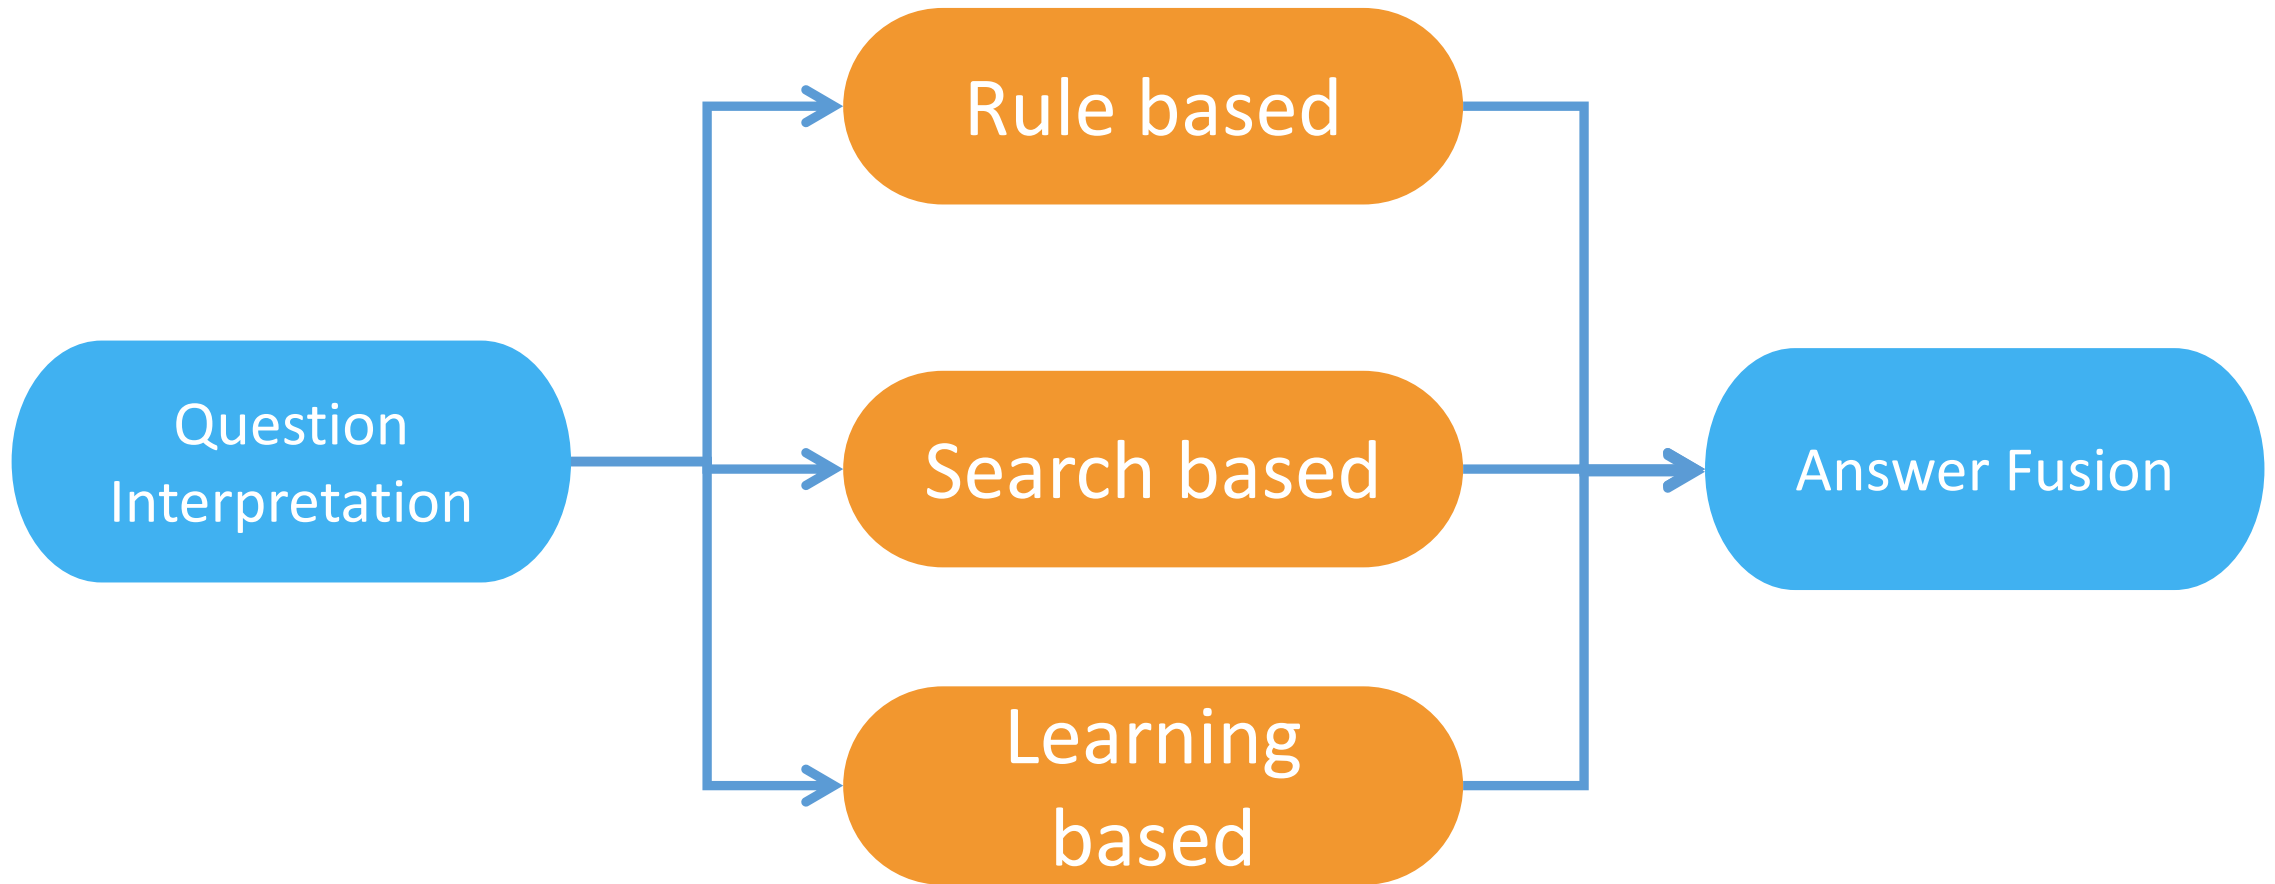 Question
Interpretation
Rule based
Search based
Learning
based
Answer Fusion